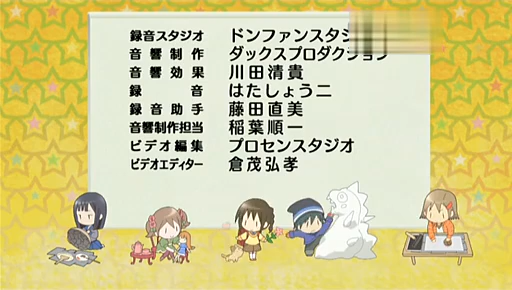 録音スタジオ ドンファンスタジオ
音響制作 ダックスプロダクション
音響効果 川田清貴
録音 はたしょう二
録音助手 藤田直美
音響制作担当 稲葉順一
ビデオ編集 プロセンスタジオ
ビデオエディター 倉茂弘孝